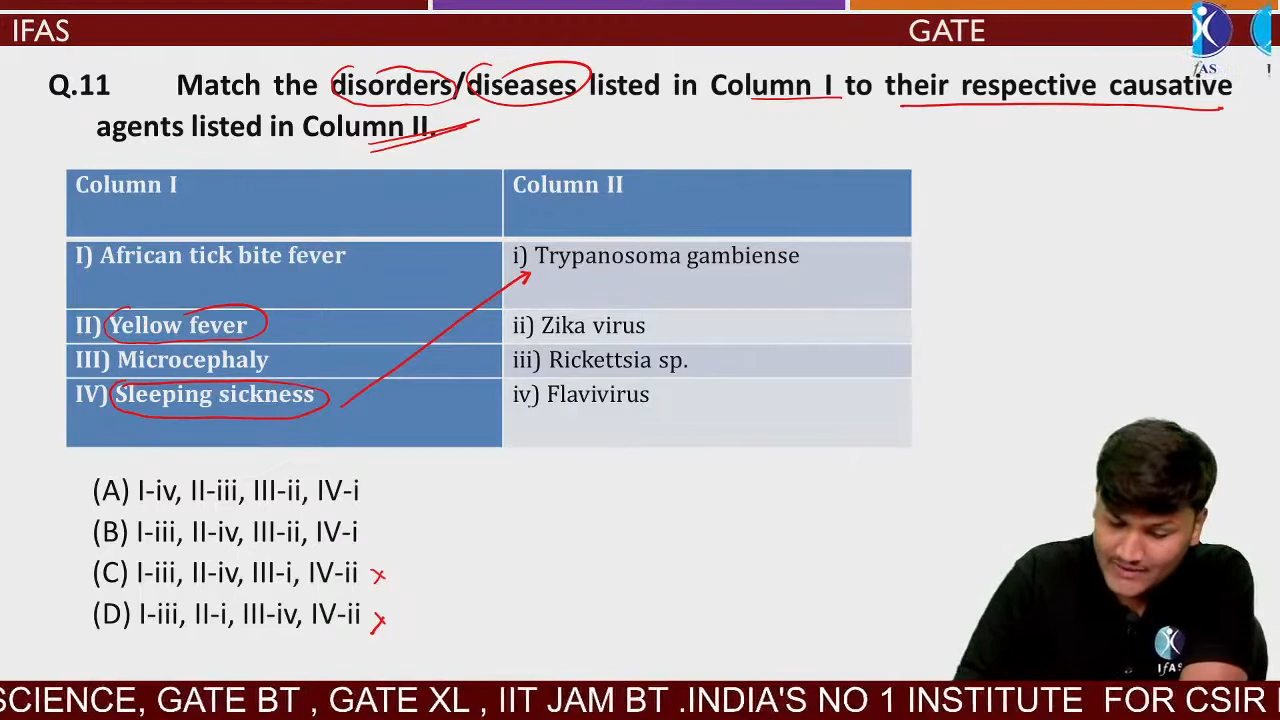 IFAS GATE
IFAS
Q.11 Match the disorders/diseases listed in Column I to their respective causative
agents listed in Column II.
Column I Column II
I) African tick bite fever i) Trypanosoma gambiense
II) Yellow fever ii) Zika virus
III) Microcephaly iii) Rickettsia sp.
IV) Sleeping sickness iv) Flavivirus
(A) I-iv, II-iii, III-ii, IV-i
(B) I-iii, II-iv, III-ii, IV-i
(C) I-iii, II-iv, III-i, IV-ii
(D) I-iii, II-i, III-iv, IV-ii
IFAS
SCIENCE, GATE BT , GATE XL , IIT JAM BT .INDIA'S NO 1 INSTITUTE FOR CSIR